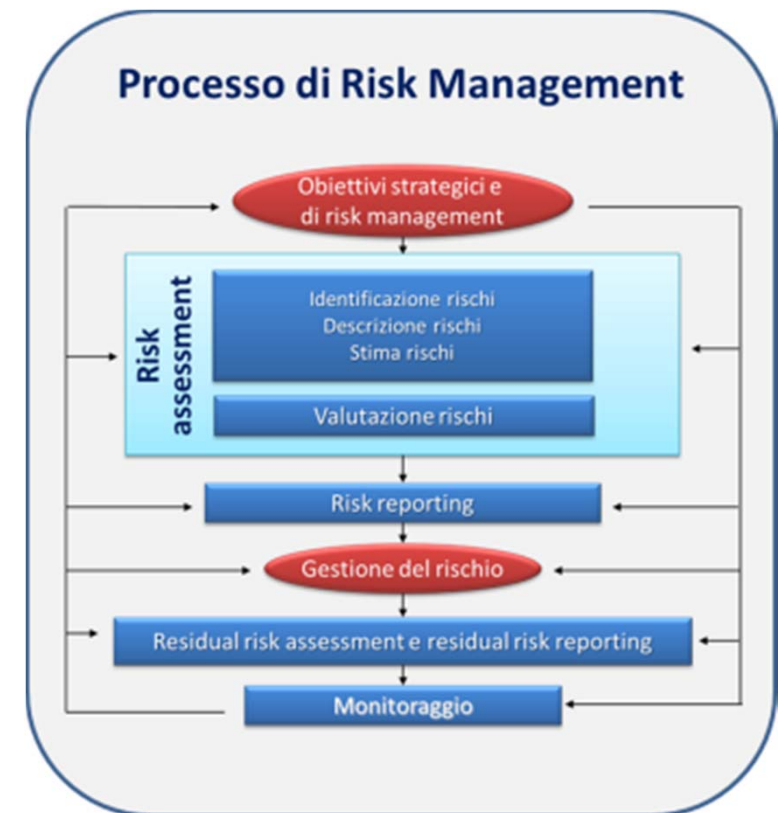 Processo di Risk Management
Obiettivi strategici e
di risk management
Risk
assessment
Identificazione rischi
Descrizione rischi
Stima rischi
Valutazione rischi
Risk reporting
Gestione del rischio
Residual risk assessment e residual risk reporting
Monitoraggio